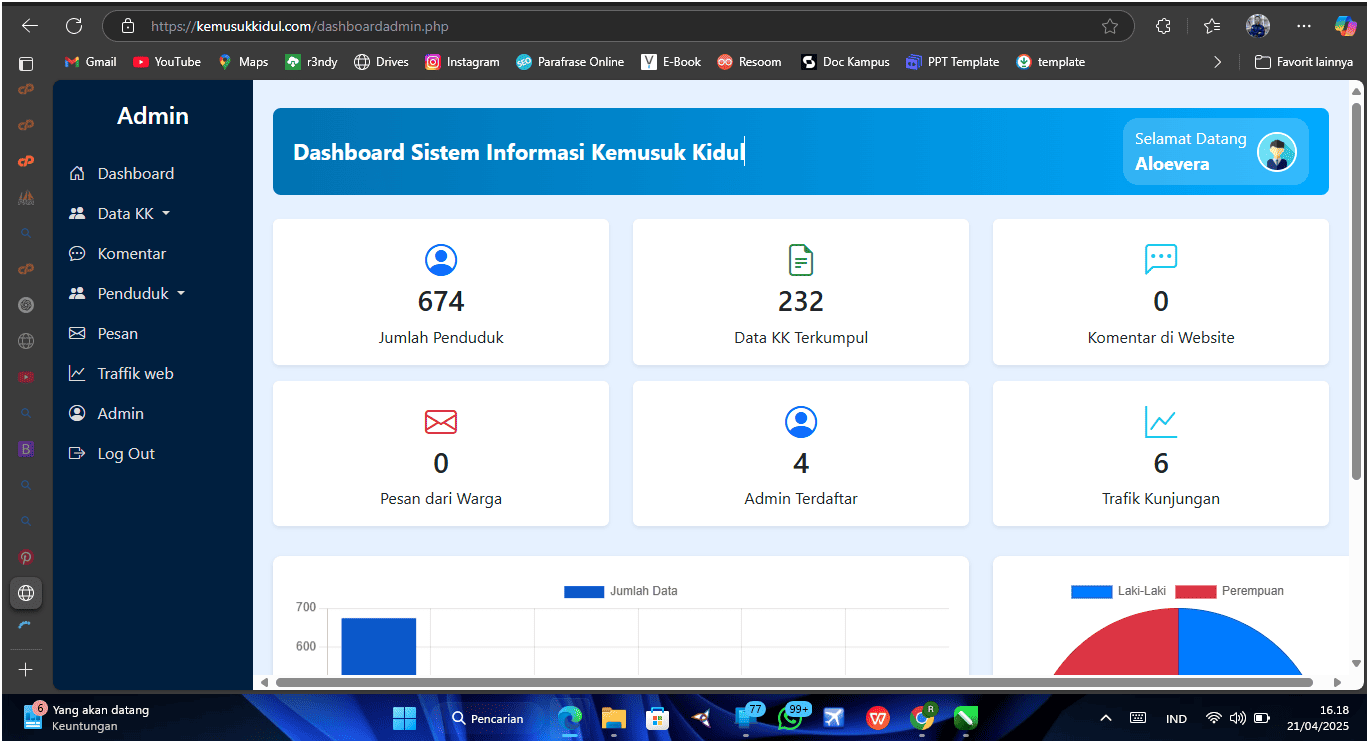 https://kemusukkidul.com/dashboardadmin.php
Gmail YouTube Maps r3ndy Drives Instagram Parafrase Online E-Book Resoom Doc Kampus PPT Template template Favorit lainnya
Admin
Dashboard
Data KK
Komentar
Penduduk
Pesan
Traffik web
Admin
Log Out
Dashboard Sistem Informasi Kemusuk Kidul
Selamat Datang
Aloevera
674
Jumlah Penduduk
232
Data KK Terkumpul
0
Komentar di Website
0
Pesan dari Warga
4
Admin Terdaftar
6
Trafik Kunjungan
Jumlah Data
700
600
Laki-Laki Perempuan
6
Yang akan datang
Keuntungan
Pencarian
77
99+
R
IND
16.18
21/04/2025